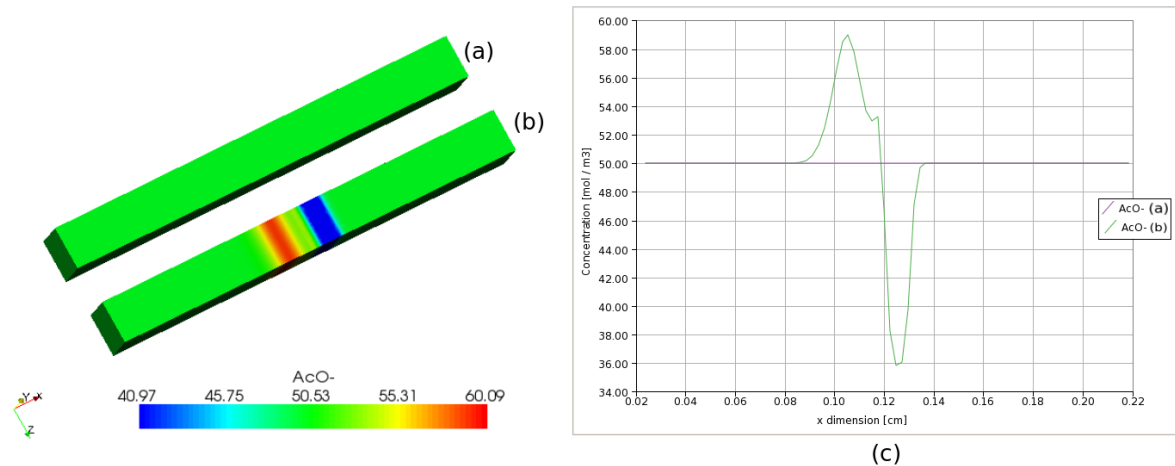 (a)
(b)
AcO-
40.97 45.75 50.53 55.31 60.09
Y X
Z
60.00
58.00
56.00
54.00
52.00
50.00
48.00
46.00
44.00
42.00
40.00
38.00
36.00
34.00
Concentration [mol / m3]
0.02 0.04 0.06 0.08 0.10 0.12 0.14 0.16 0.18 0.20 0.22
x dimension [cm]
AcO- (a)
AcO- (b)
(c)